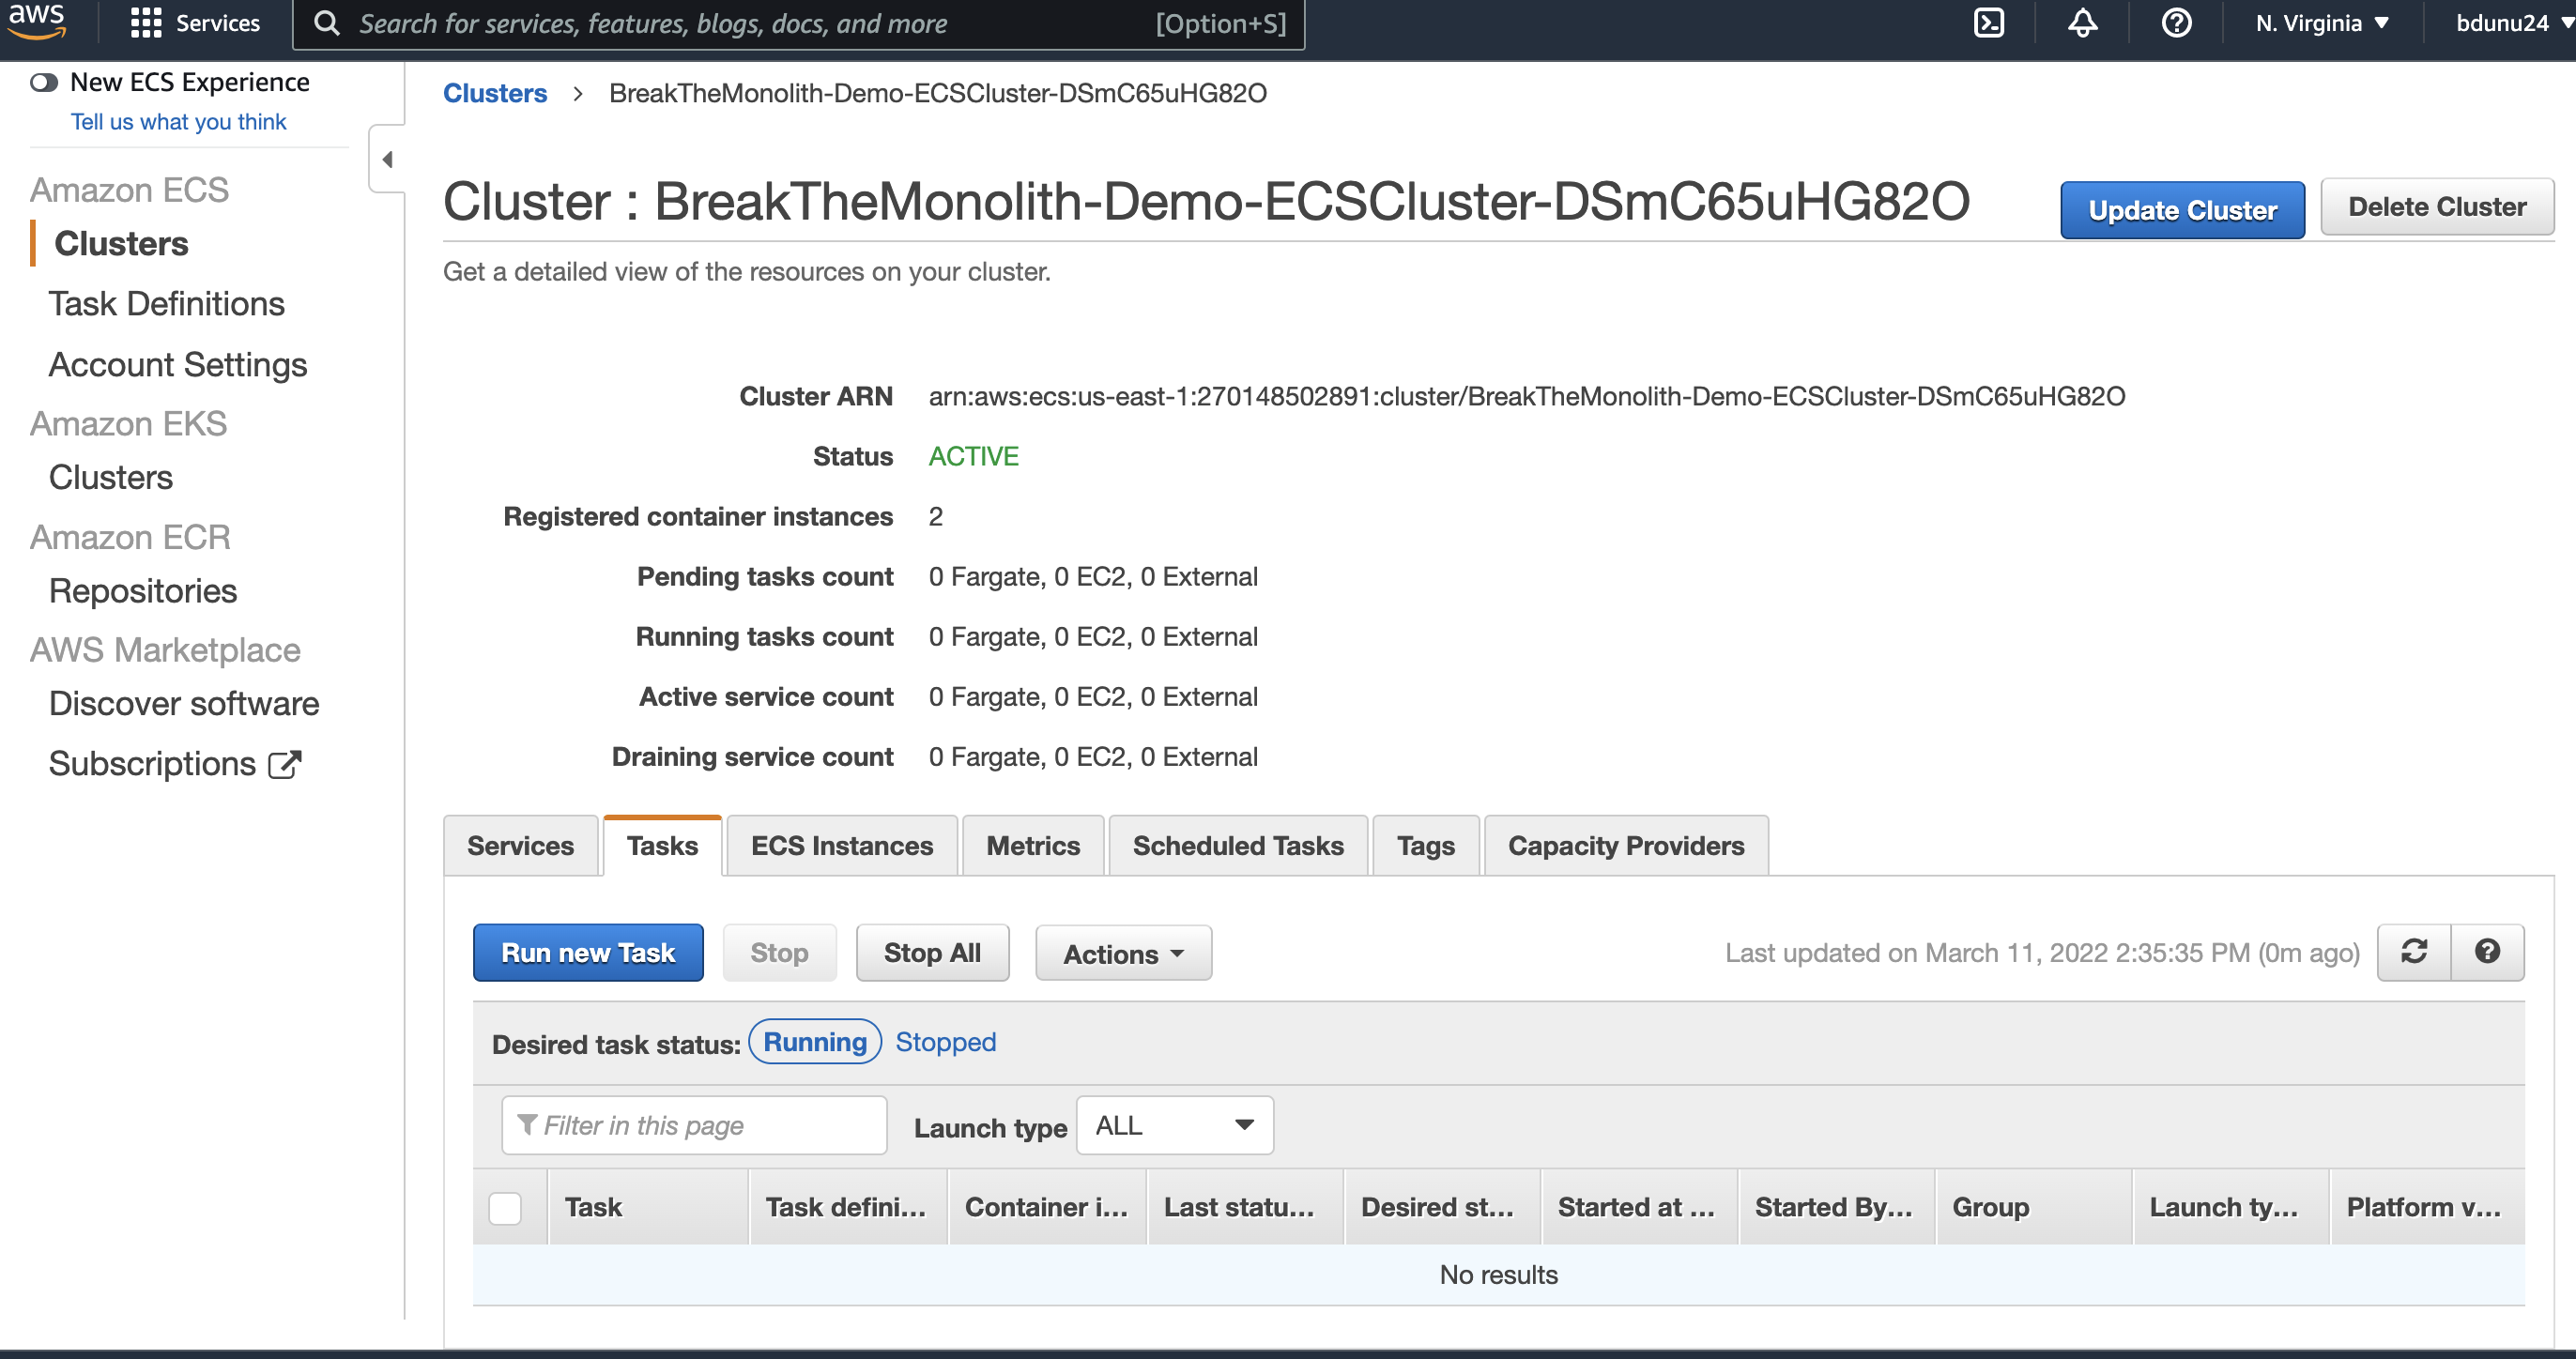 aws
Services
Search for services, features, blogs, docs, and more [Option+S]
N. Virginia
bdunu24
New ECS Experience
Tell us what you think
Amazon ECS
Clusters
Task Definitions
Account Settings
Amazon EKS
Clusters
Amazon ECR
Repositories
AWS Marketplace
Discover software
Subscriptions
Clusters > BreakTheMonolith-Demo-ECSCluster-DSmC65uHG82O
Cluster : BreakTheMonolith-Demo-ECSCluster-DSmC65uHG82O
Update Cluster
Delete Cluster
Get a detailed view of the resources on your cluster.
Cluster ARN arn:aws:ecs:us-east-1:270148502891:cluster/BreakTheMonolith-Demo-ECSCluster-DSmC65uHG82O
Status ACTIVE
Registered container instances 2
Pending tasks count 0 Fargate, 0 EC2, 0 External
Running tasks count 0 Fargate, 0 EC2, 0 External
Active service count 0 Fargate, 0 EC2, 0 External
Draining service count 0 Fargate, 0 EC2, 0 External
Services Tasks ECS Instances Metrics Scheduled Tasks Tags Capacity Providers
Run new Task Stop Stop All Actions Last updated on March 11, 2022 2:35:35 PM (0m ago)
Desired task status: Running Stopped
Filter in this page Launch type ALL
Task Task defini... Container i... Last statu... Desired st... Started at ... Started By... Group Launch ty... Platform v...
No results